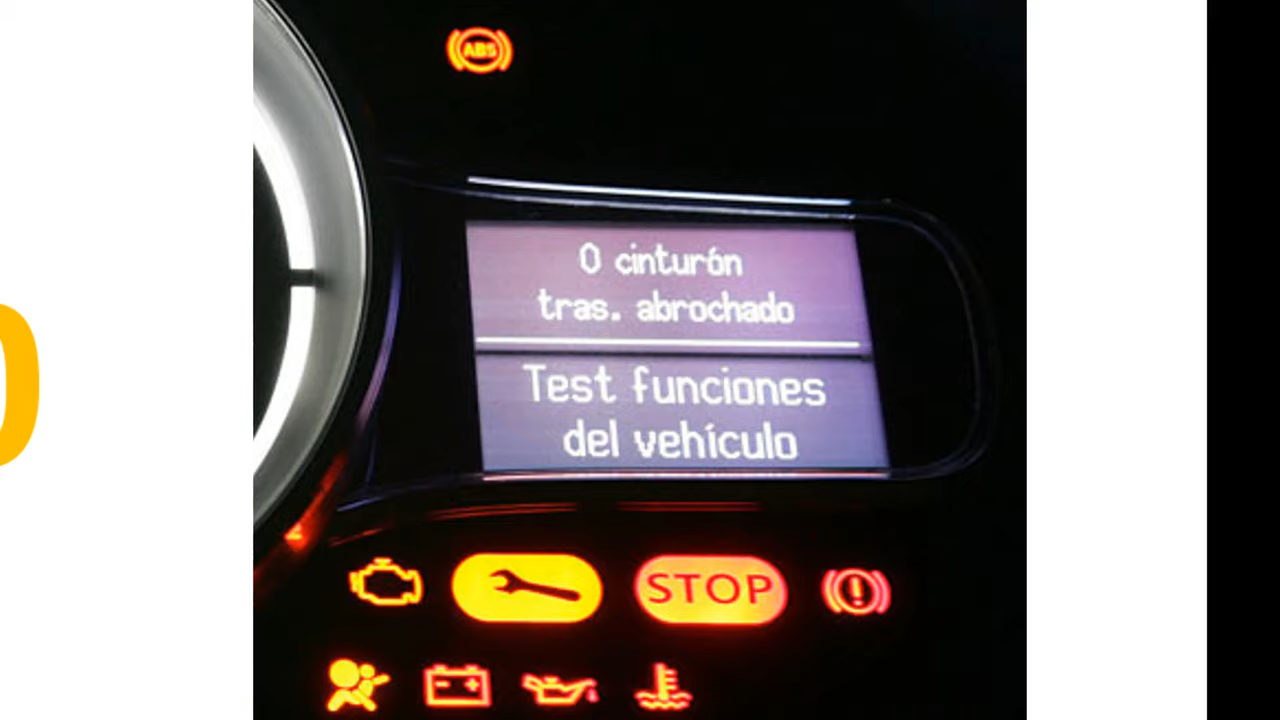 ABS
0 cinturón
tras. abrochado
Test funciones
del vehículo
STOP